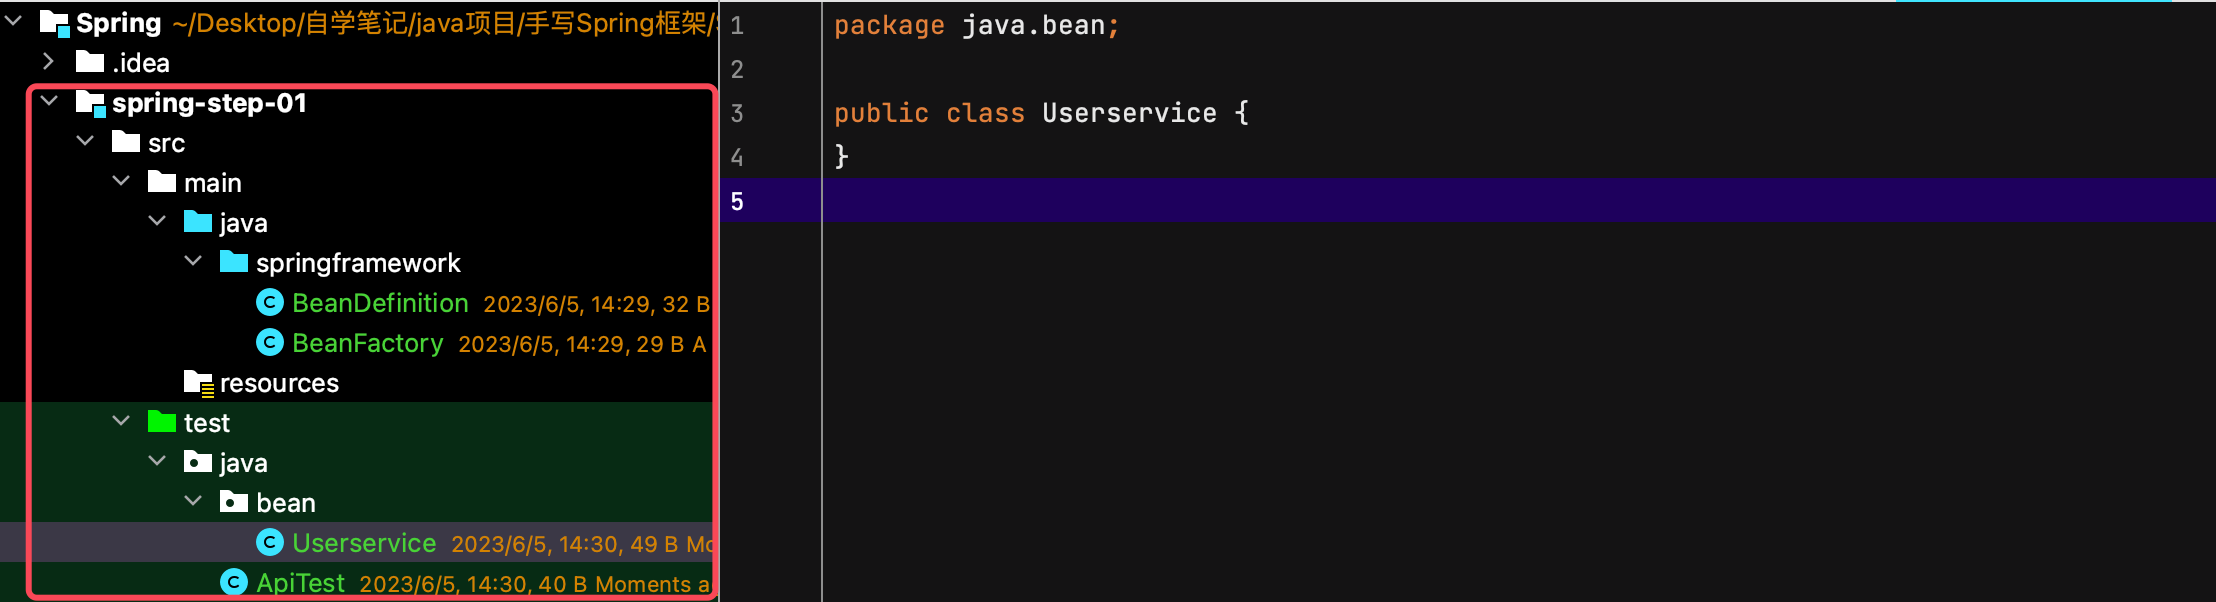 Spring ~/Desktop/自学笔记/java项目/手写Spring框架/
.idea
spring-step-01
src
main
java
springframework
BeanDefinition 2023/6/5, 14:29, 32 B
BeanFactory 2023/6/5, 14:29, 29 B A
resources
test
java
bean
Userservice 2023/6/5, 14:30, 49 B Mo
ApiTest 2023/6/5, 14:30, 40 B Moments a
1 package java.bean;
2
3 public class Userservice {
4 }
5